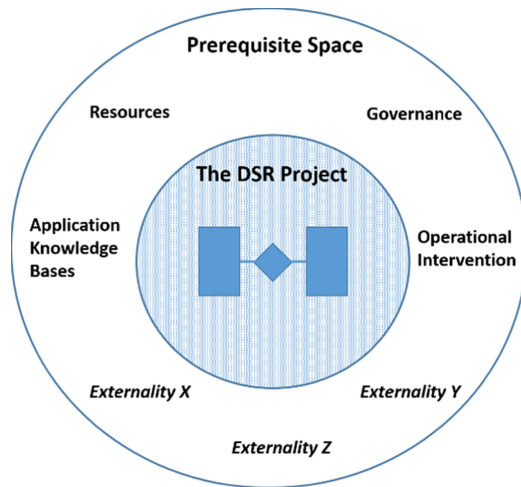 Prerequisite Space
Resources
Governance
The DSR Project
Application
Knowledge
Bases
Operational
Intervention
Externality X
Externality Y
Externality Z